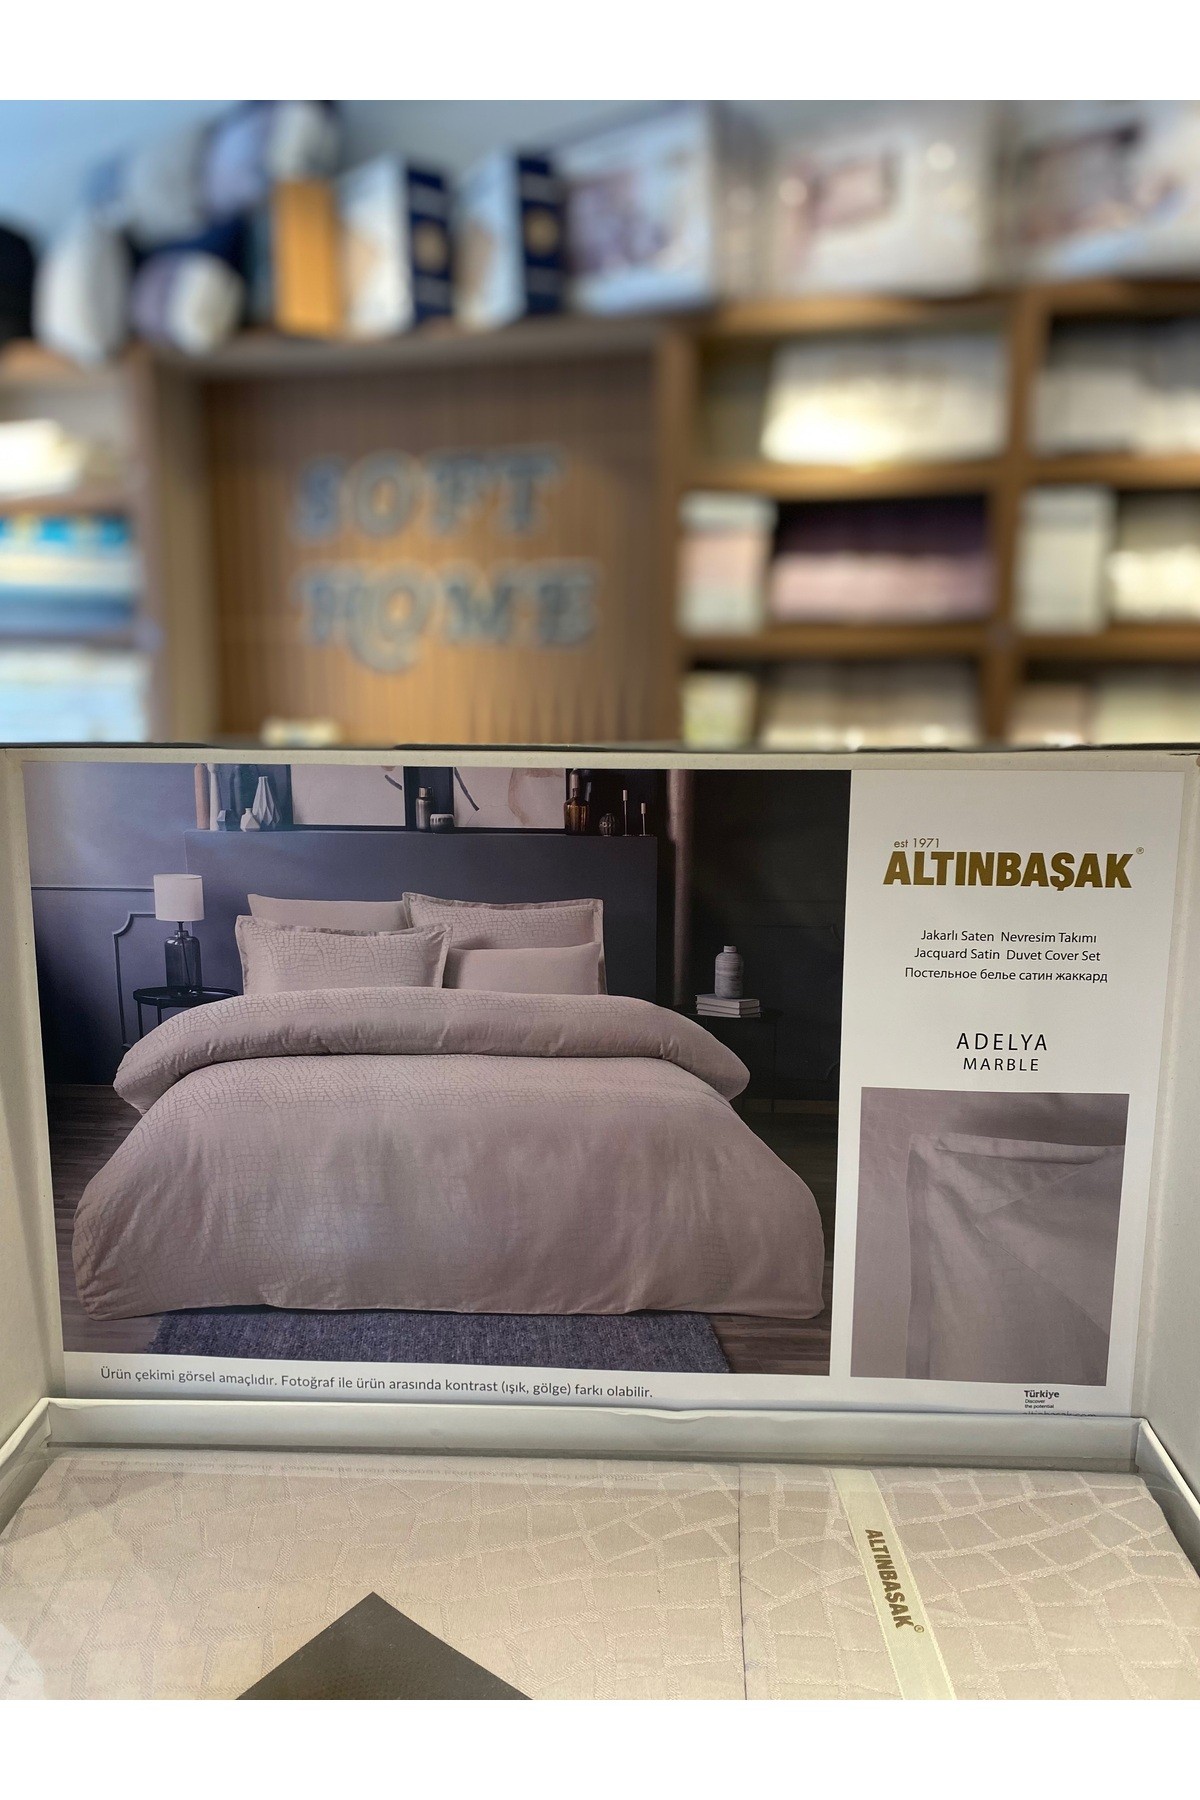 SOFT
HOME
est 1971
ALTINBAŞAK®
Jakarlı Saten Nevresim Takımı
Jacquard Satin Duvet Cover Set
Постельное белье сатин жаккард
ADELYA
MARBLE
Ürün çekimi görsel amaçlıdır. Fotoğraf ile ürün arasında kontrast (ışık, gölge) farkı olabilir.
Türkiye
Discover
the potential
ALTINBAŞAK®